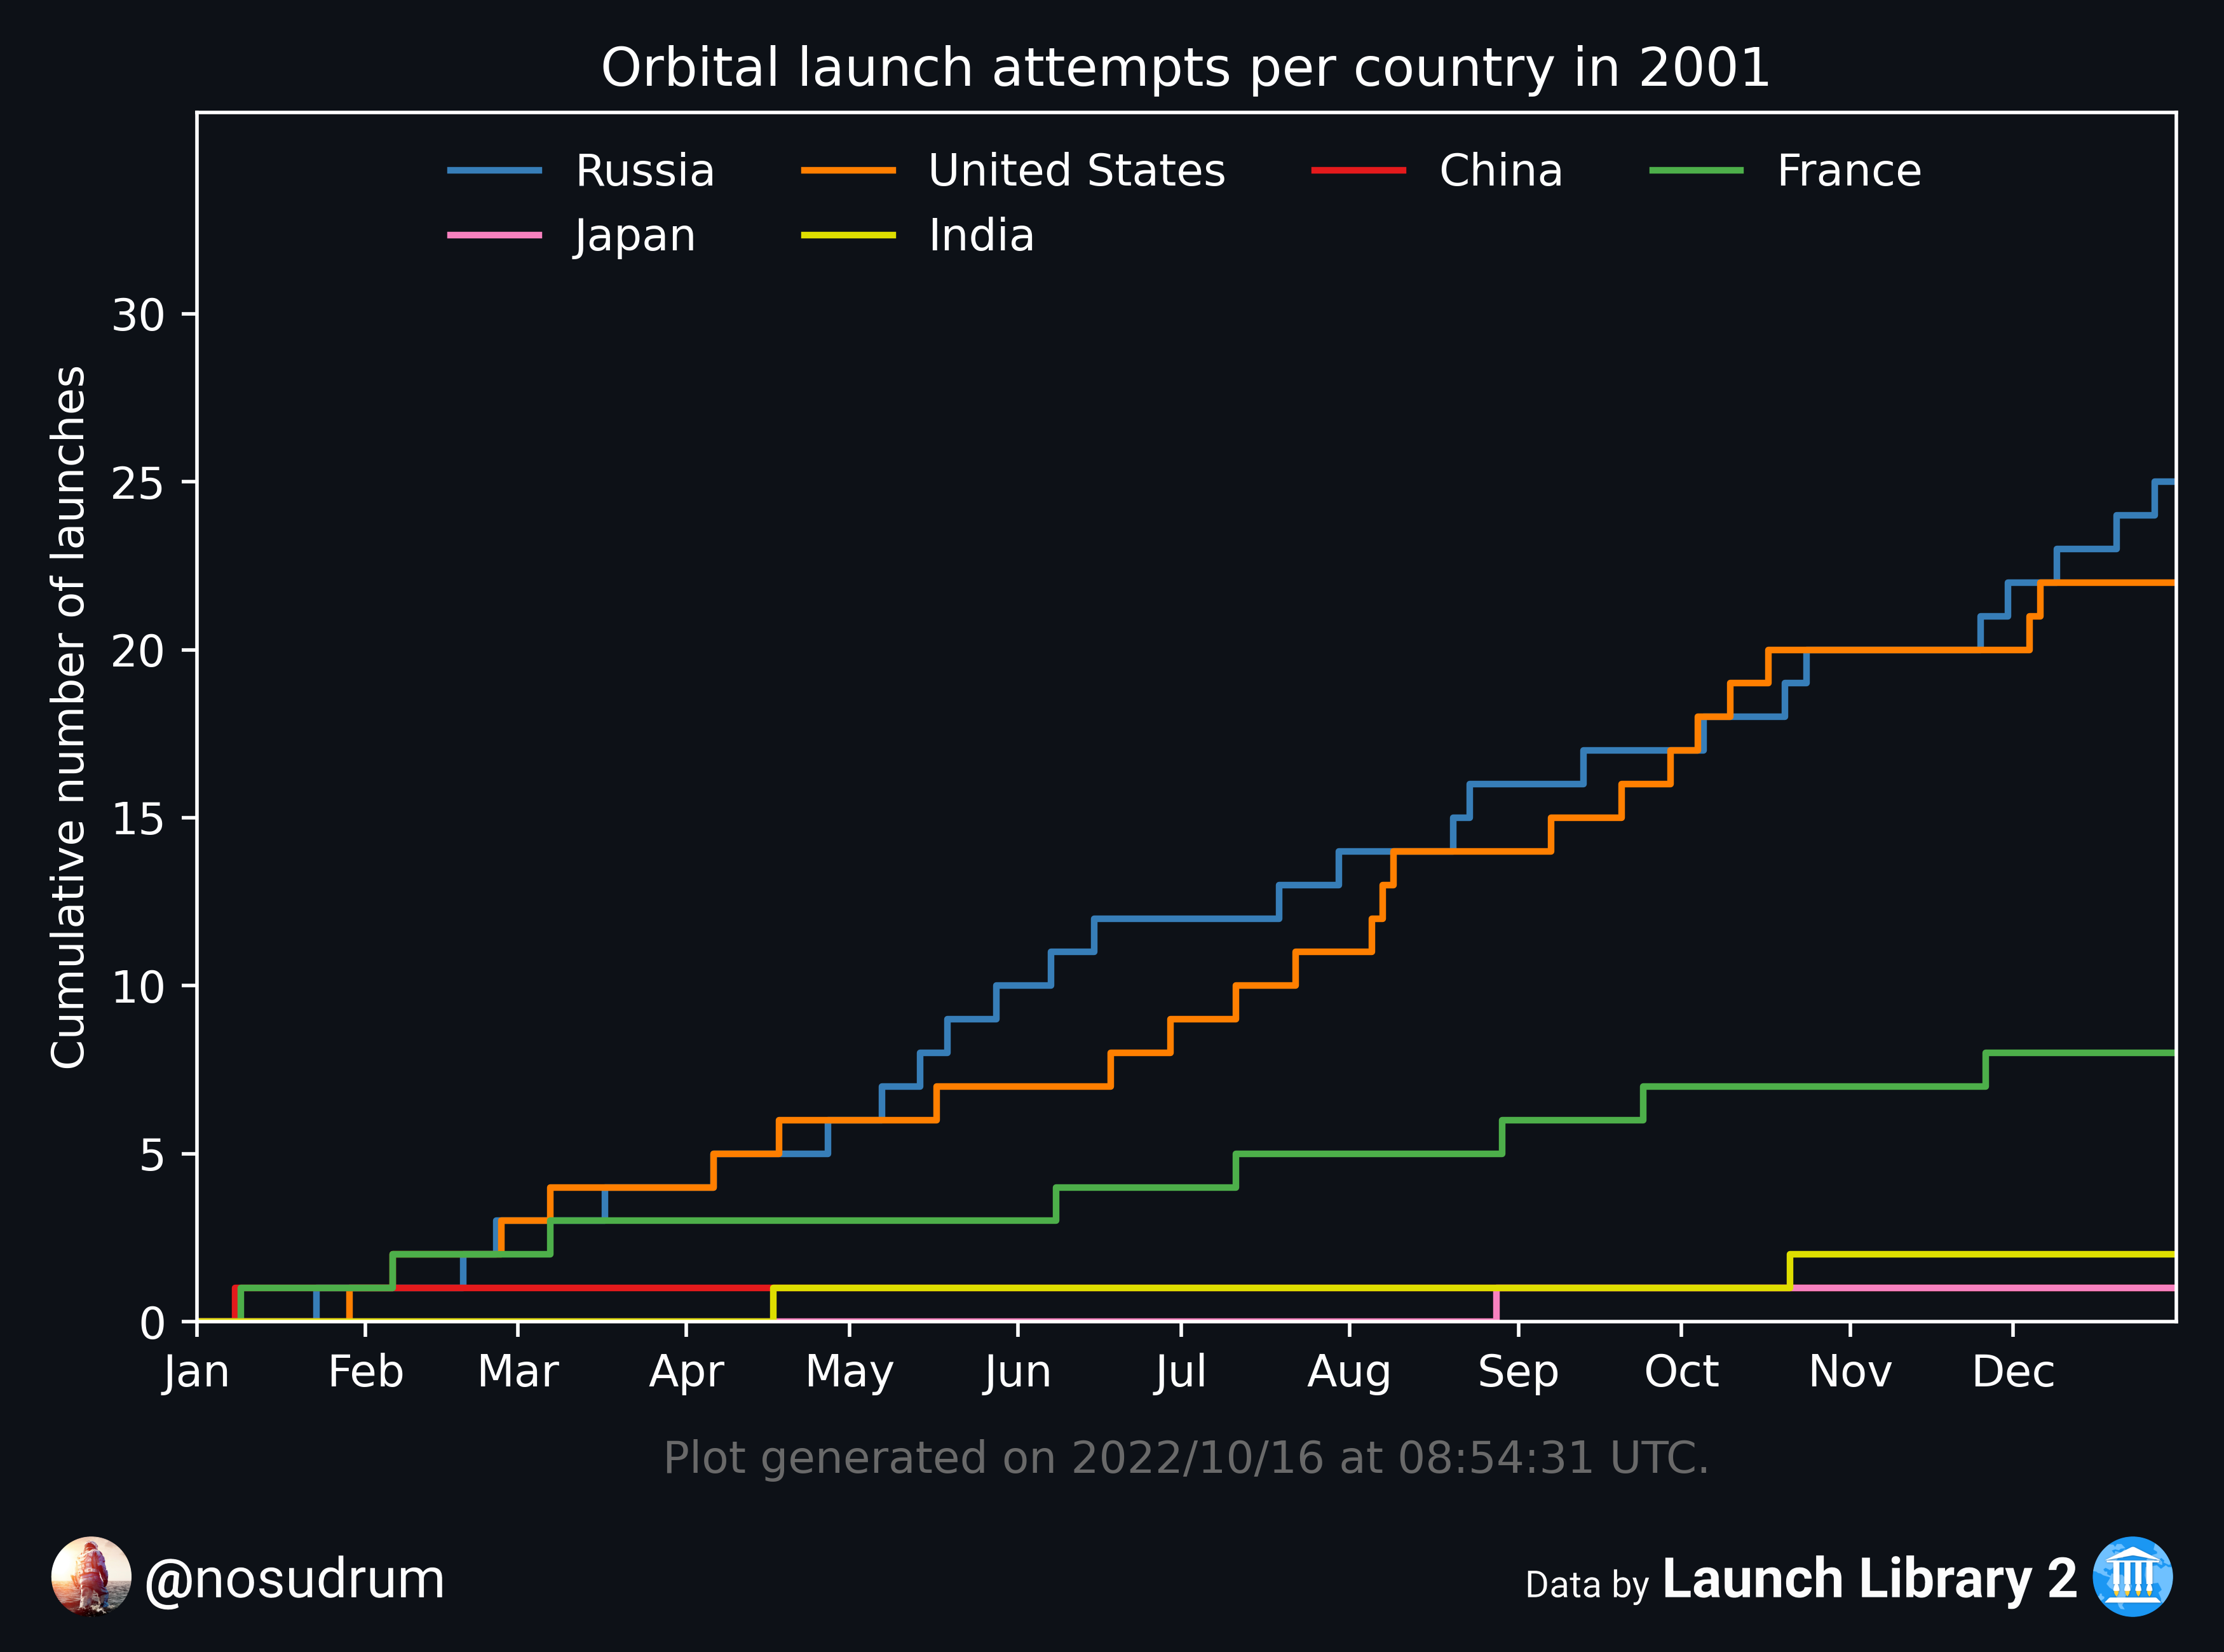 Orbital launch attempts per country in 2001
Russia United States China France
Japan India
Cumulative number of launches
30
25
20
15
10
5
0
Jan Feb Mar Apr May Jun Jul Aug Sep Oct Nov Dec
Plot generated on 2022/10/16 at 08:54:31 UTC.
@nosudrum
Data by Launch Library 2